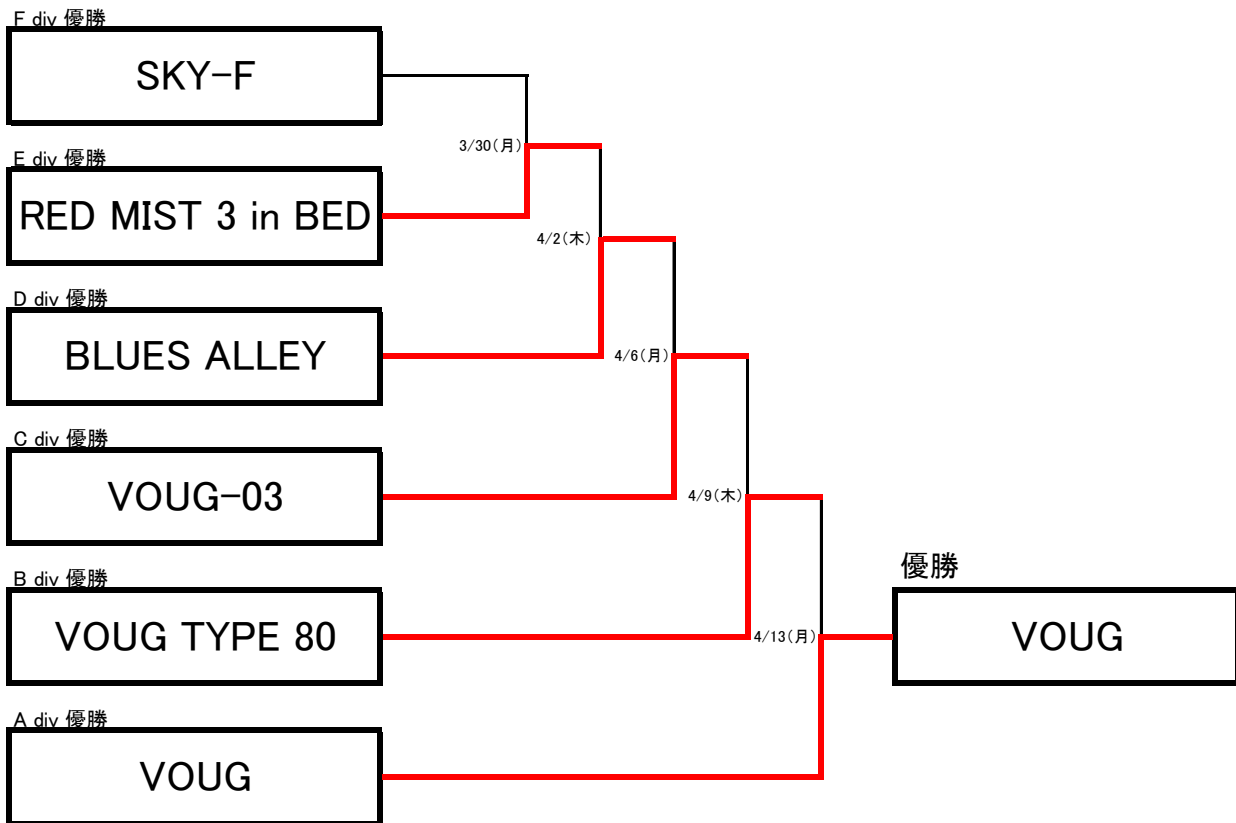 F div 優勝
SKY-F
3/30(月)
E div 優勝
RED MIST 3 in BED
4/2(木)
D div 優勝
BLUES ALLEY
4/6(月)
C div 優勝
VOUG-03
4/9(木)
B div 優勝
VOUG TYPE 80
4/13(月)
優勝
VOUG
A div 優勝
VOUG